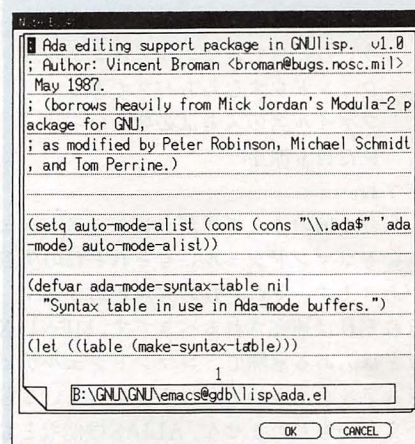 Ada editing support package in GNUlisp. v1.0
; Author: Vincent Broman <broman@bugs.nosc.mil>
May 1987.
; (borrows heavily from Mick Jordan's Modula-2 p
ackage for GNU,
; as modified by Peter Robinson, Michael Schmidt
, and Tom Perrine.)
(setq auto-mode-alist (cons (cons "\\.ada$" 'ada
-mode) auto-mode-alist))
(defvar ada-mode-syntax-table nil
"Syntax table in use in Ada-mode buffers.")
(let ((table (make-syntax-table)))
1
B:\GNU\GNU\emacs@gdb\lisp\ada.el
OK CANCEL